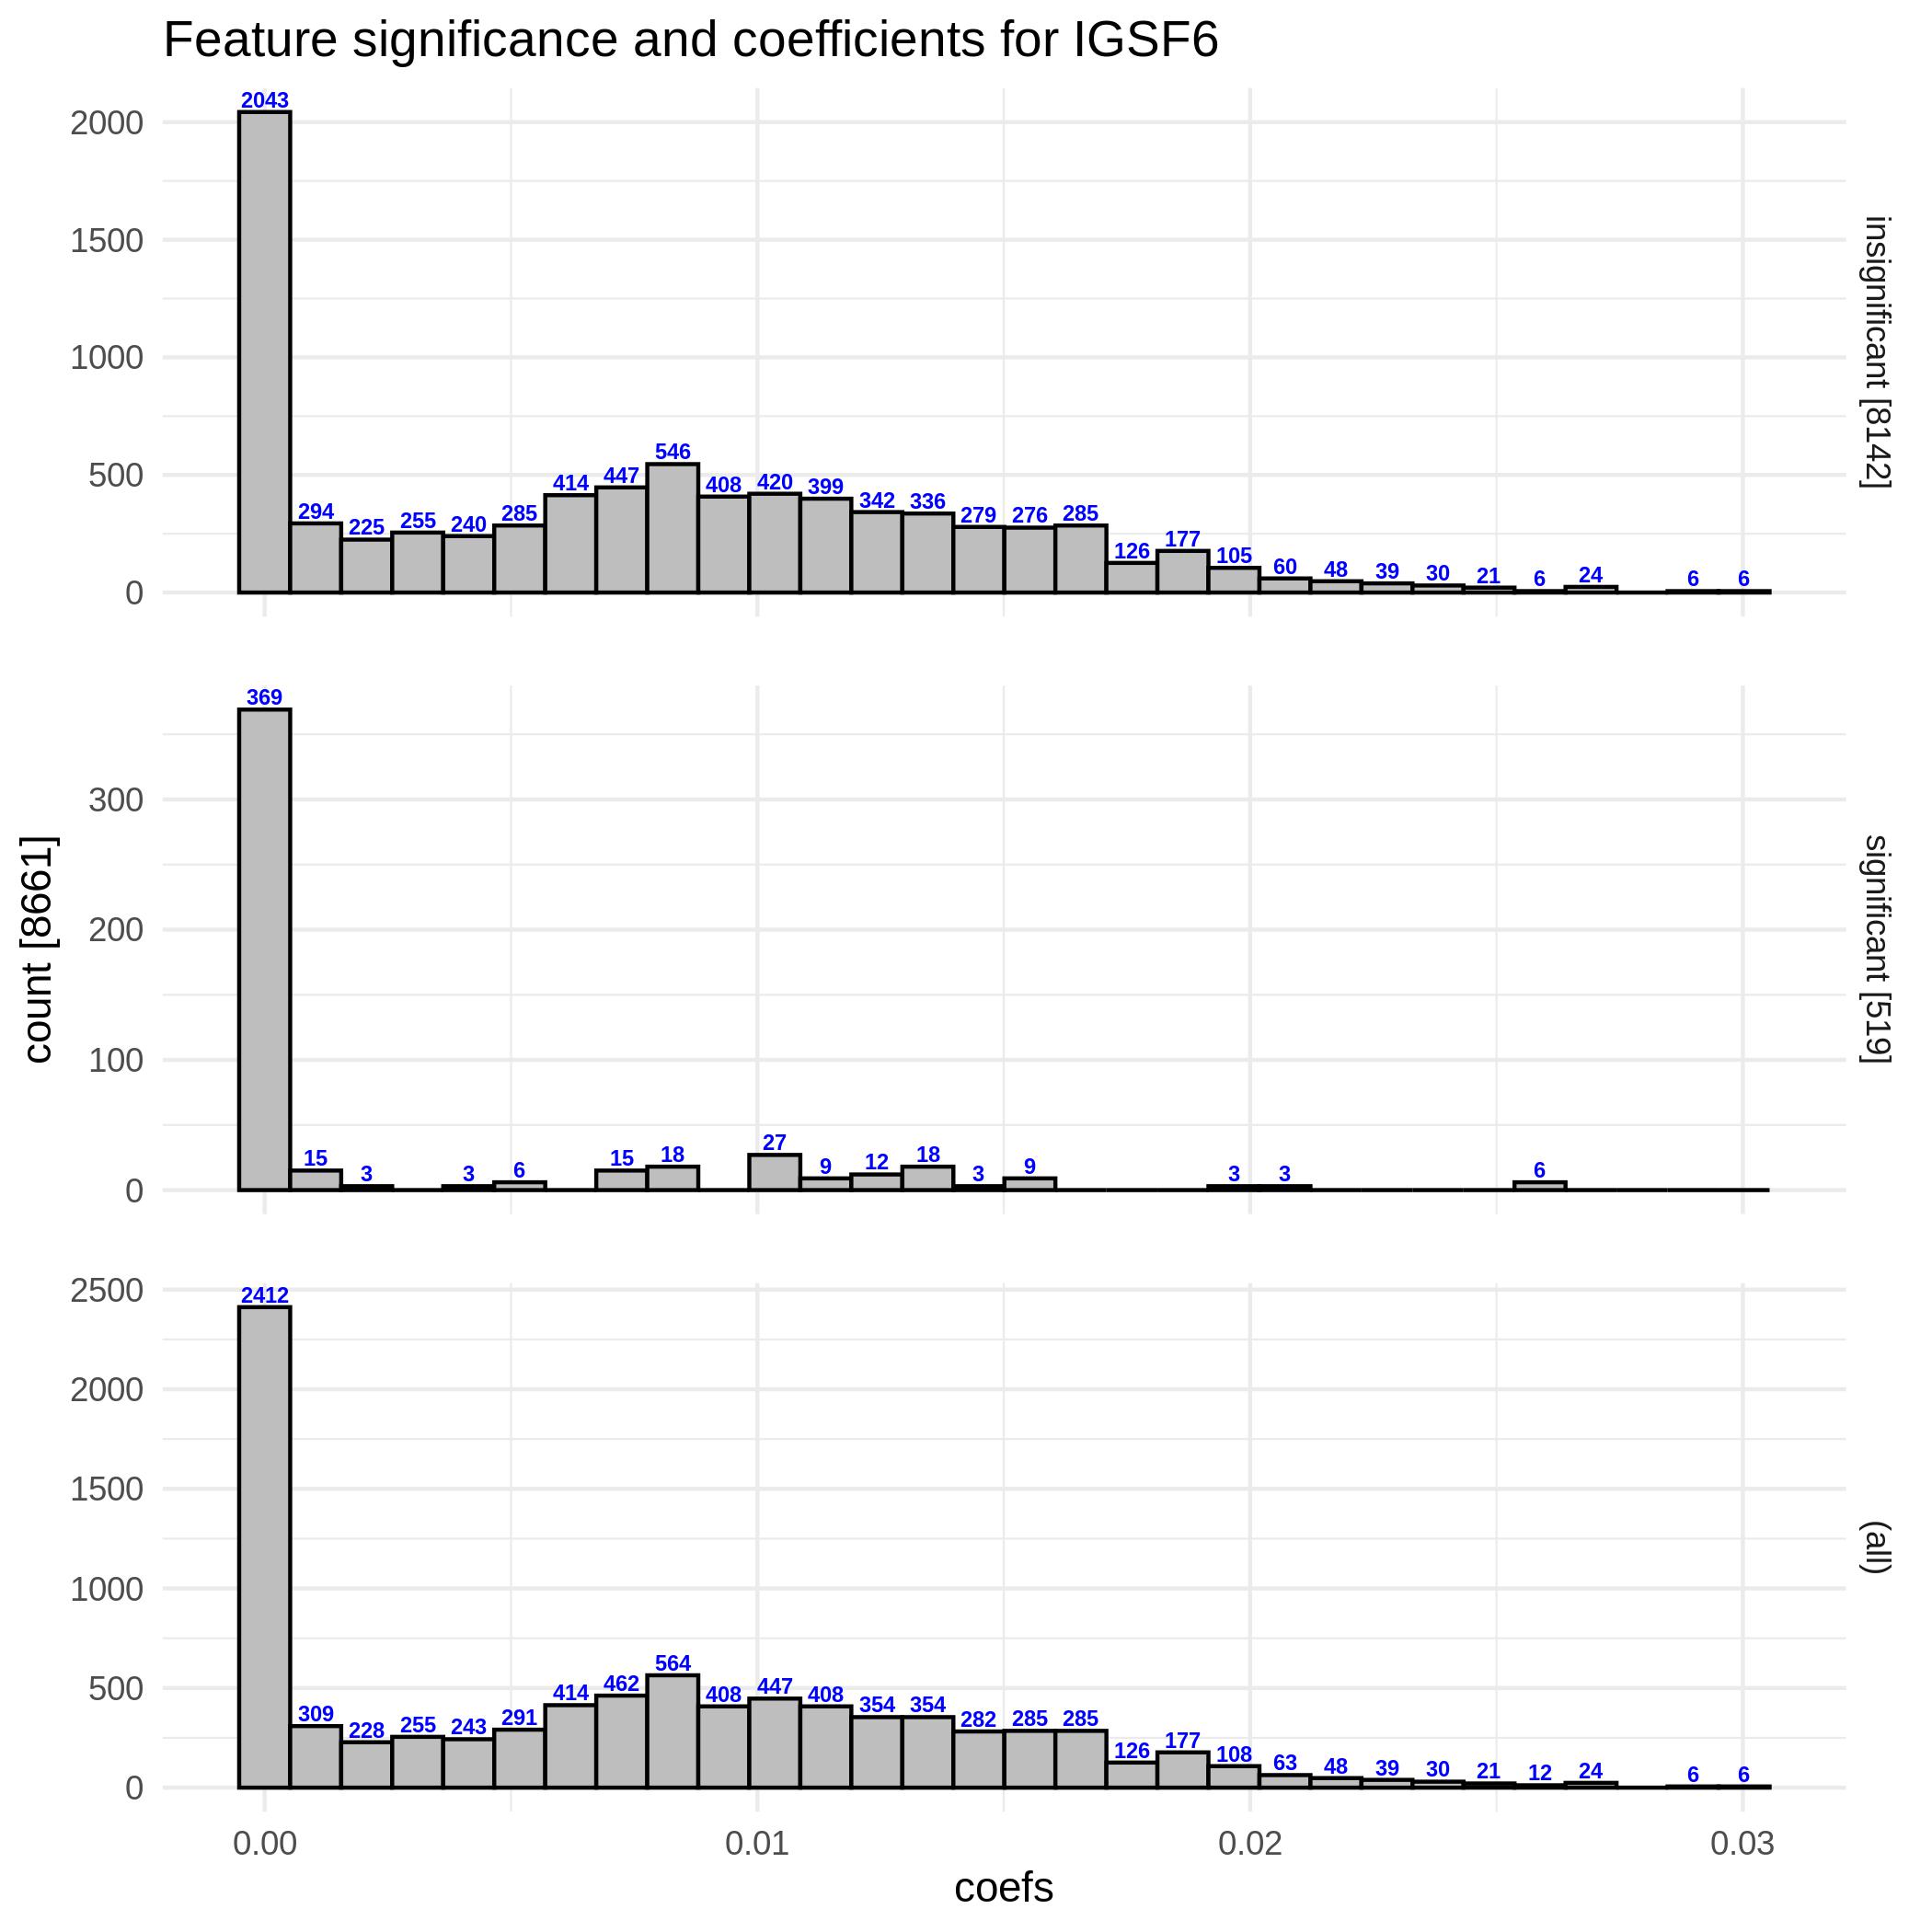 Feature significance and coefficients for IGSF6
count [8661]
2000
1500
1000
500
0
2043
294 225 255 240 285 414 447 546 408 420 399 342 336 279 276 285 126 177 105 60 48 39 30 21 6 24 6 6
insignificant [8142]
300
200
100
0
369
15 3 3 6 15 18 27 9 12 18 3 9 3 3 6
significant [519]
2500
2000
1500
1000
500
0
2412
309 228 255 243 291 414 462 564 408 447 408 354 354 282 285 285 126 177 108 63 48 39 30 21 12 24 6 6
(all)
0.00 0.01 0.02 0.03
coefs